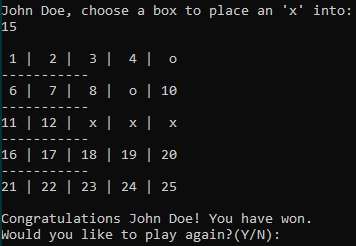 John Doe, choose a box to place an 'x' into:
15
1 | 2 | 3 | 4 | o
------------
6 | 7 | 8 | o | 10
------------
11 | 12 | x | x | x
------------
16 | 17 | 18 | 19 | 20
------------
21 | 22 | 23 | 24 | 25
Congratulations John Doe! You have won.
Would you like to play again?(Y/N):